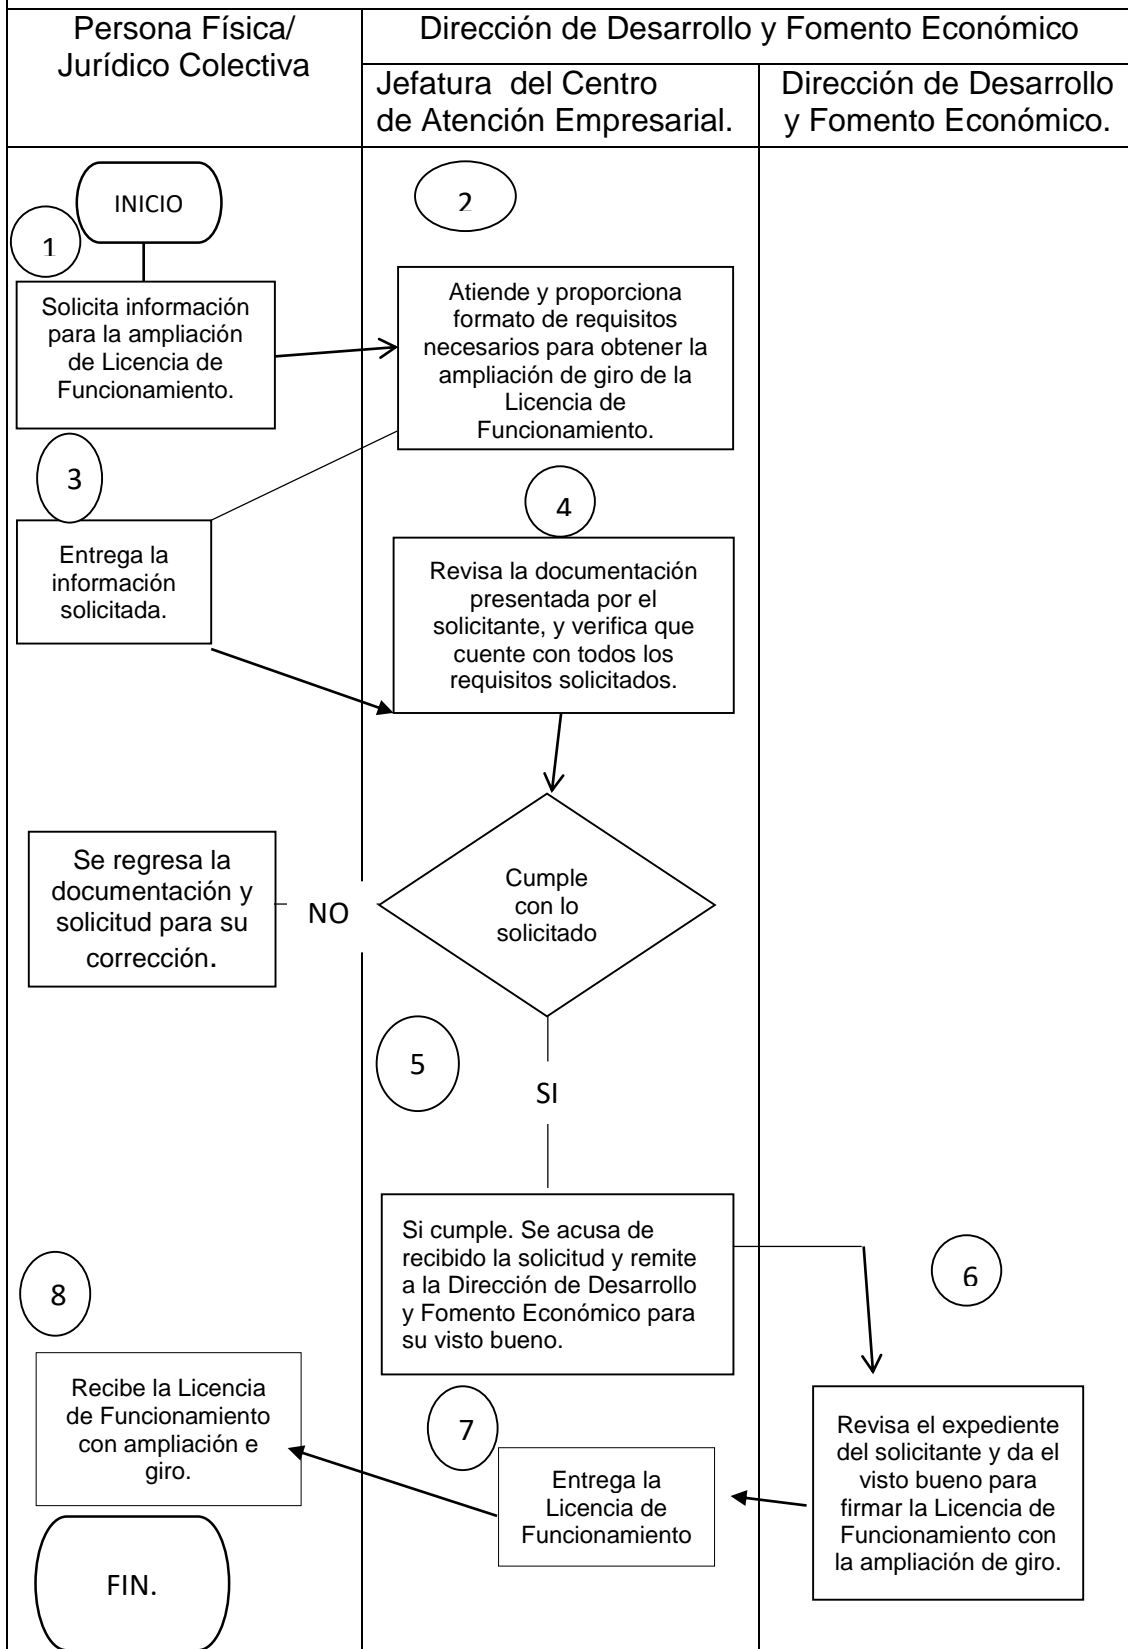 Persona Física/
Jurídico Colectiva
Dirección de Desarrollo y Fomento Económico
Jefatura del Centro
de Atención Empresarial.
Dirección de Desarrollo
y Fomento Económico.
INICIO
1
Solicita información
para la ampliación
de Licencia de
Funcionamiento.
2
Atiende y proporciona
formato de requisitos
necesarios para obtener la
ampliación de giro de la
Licencia de
Funcionamiento.
3
Entrega la
información
solicitada.
4
Revisa la documentación
presentada por el
solicitante, y verifica que
cuente con todos los
requisitos solicitados.
Cumple
con lo
solicitado
NO
Se regresa la
documentación y
solicitud para su
corrección.
5
SI
Si cumple. Se acusa de
recibido la solicitud y remite
a la Dirección de Desarrollo
y Fomento Económico para
su visto bueno.
6
Revisa el expediente
del solicitante y da el
visto bueno para
firmar la Licencia de
Funcionamiento con
la ampliación de giro.
7
Entrega la
Licencia de
Funcionamiento
8
Recibe la Licencia
de Funcionamiento
con ampliación e
giro.
FIN.